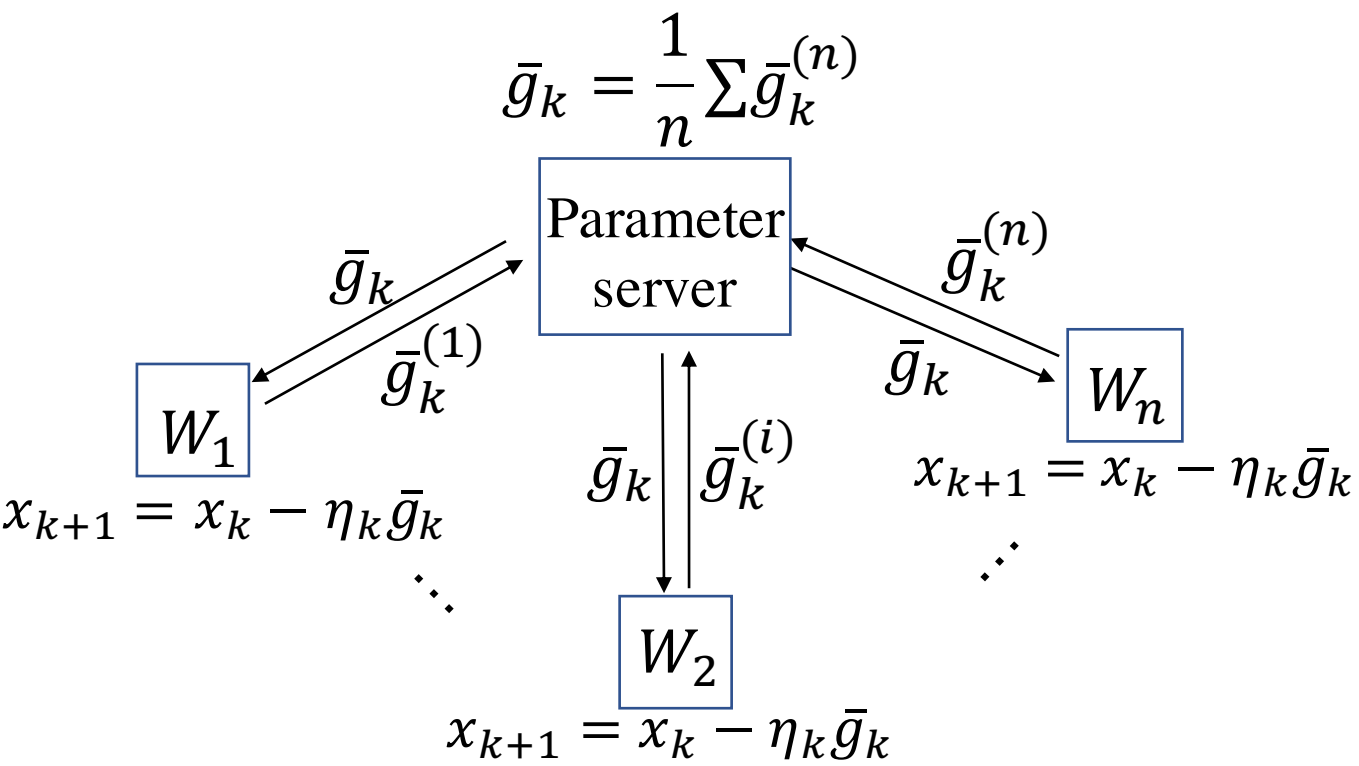 ḡ_k = \frac{1}{n} ∑ ḡ_k^{(n)}
Parameter
server
ḡ_k
ḡ_k^{(1)}
ḡ_k^{(n)}
ḡ_k
W_1
W_n
ḡ_k
ḡ_k^{(i)}
x_{k+1} = x_k − η_k ḡ_k
x_{k+1} = x_k − η_k ḡ_k
⋱
⋰
W_2
x_{k+1} = x_k − η_k ḡ_k